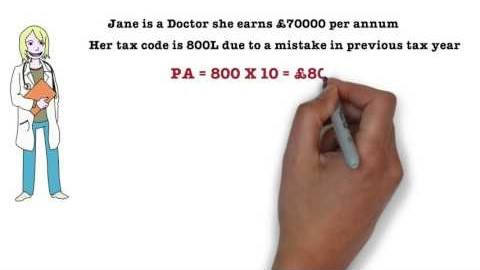 Jane is a Doctor she earns £70000 per annum
Her tax code is 800L due to a mistake in previous tax year
PA = 800 X 10 = £80